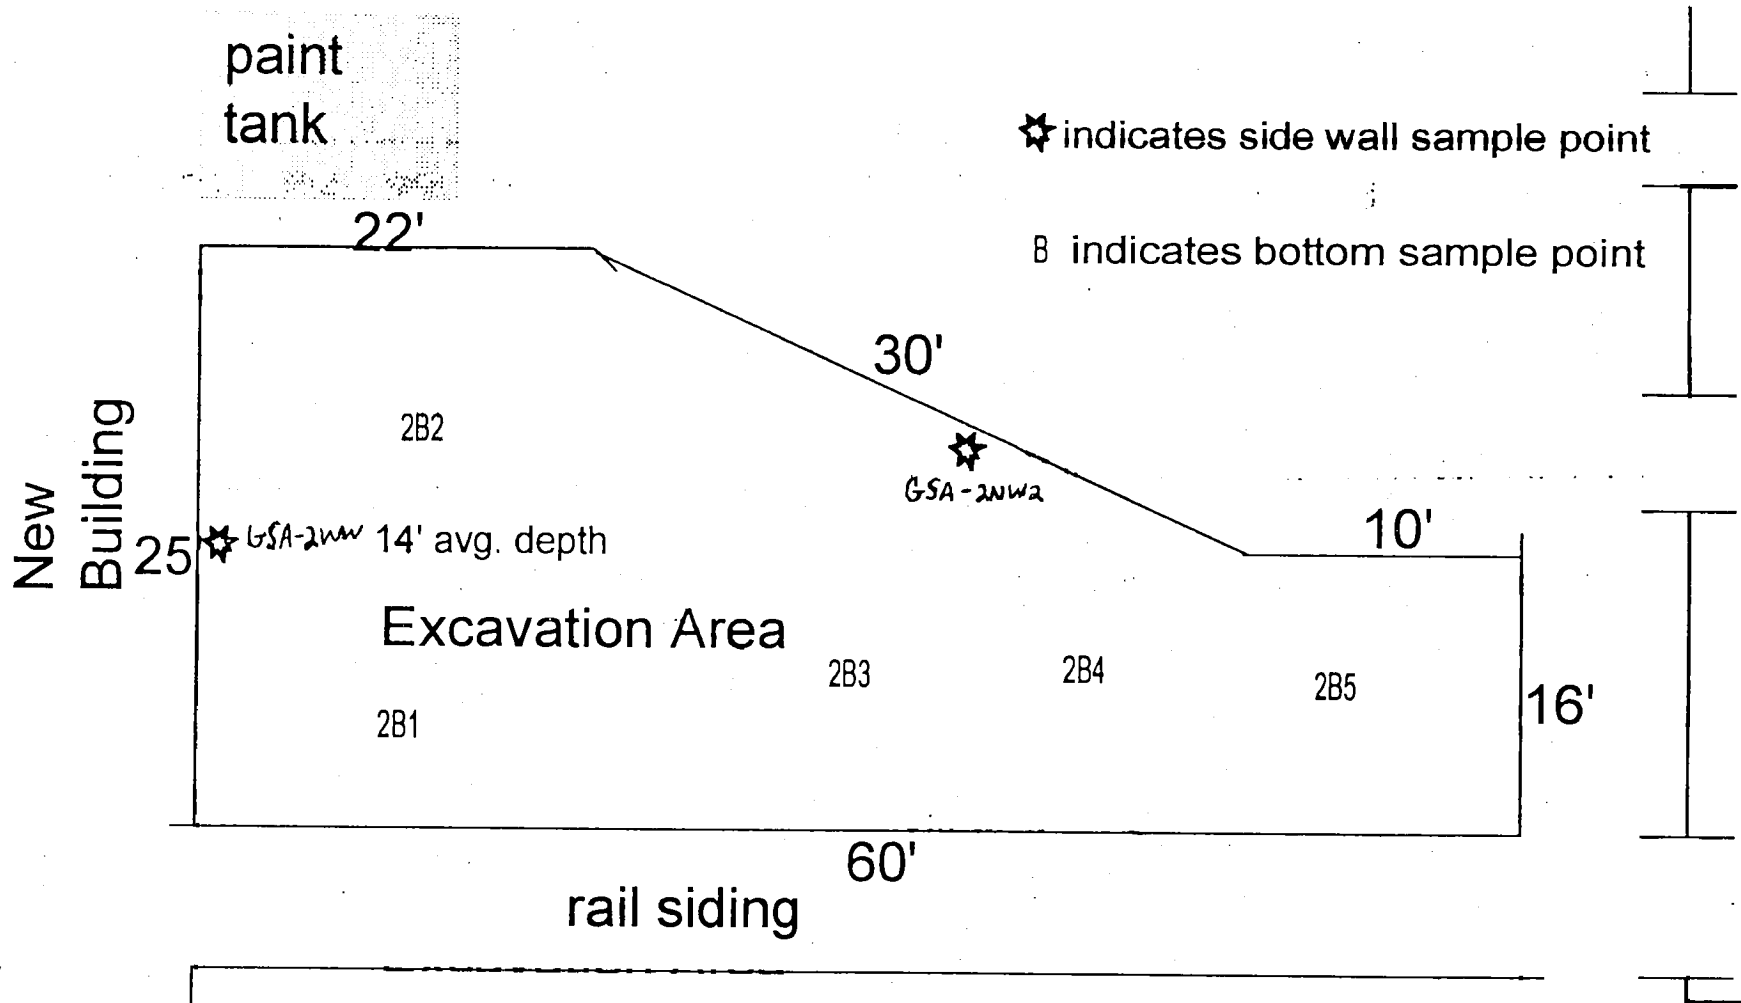 paint
tank
indicates side wall sample point
22'
B indicates bottom sample point
30'
2B2
GSA-2NW2
New
Building
10'
25
GSA-2WW 14' avg. depth
Excavation Area
2B3
2B4
2B5
16'
2B1
60'
rail siding